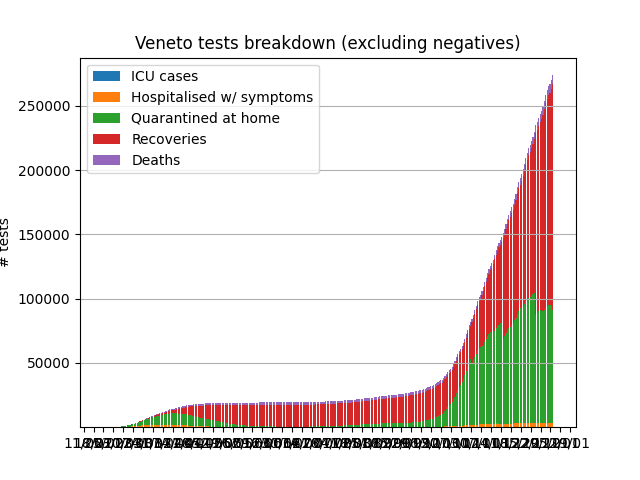 Veneto tests breakdown (excluding negatives)
ICU cases
Hospitalised w/ symptoms
Quarantined at home
Recoveries
Deaths
250000
200000
150000
100000
50000
# tests